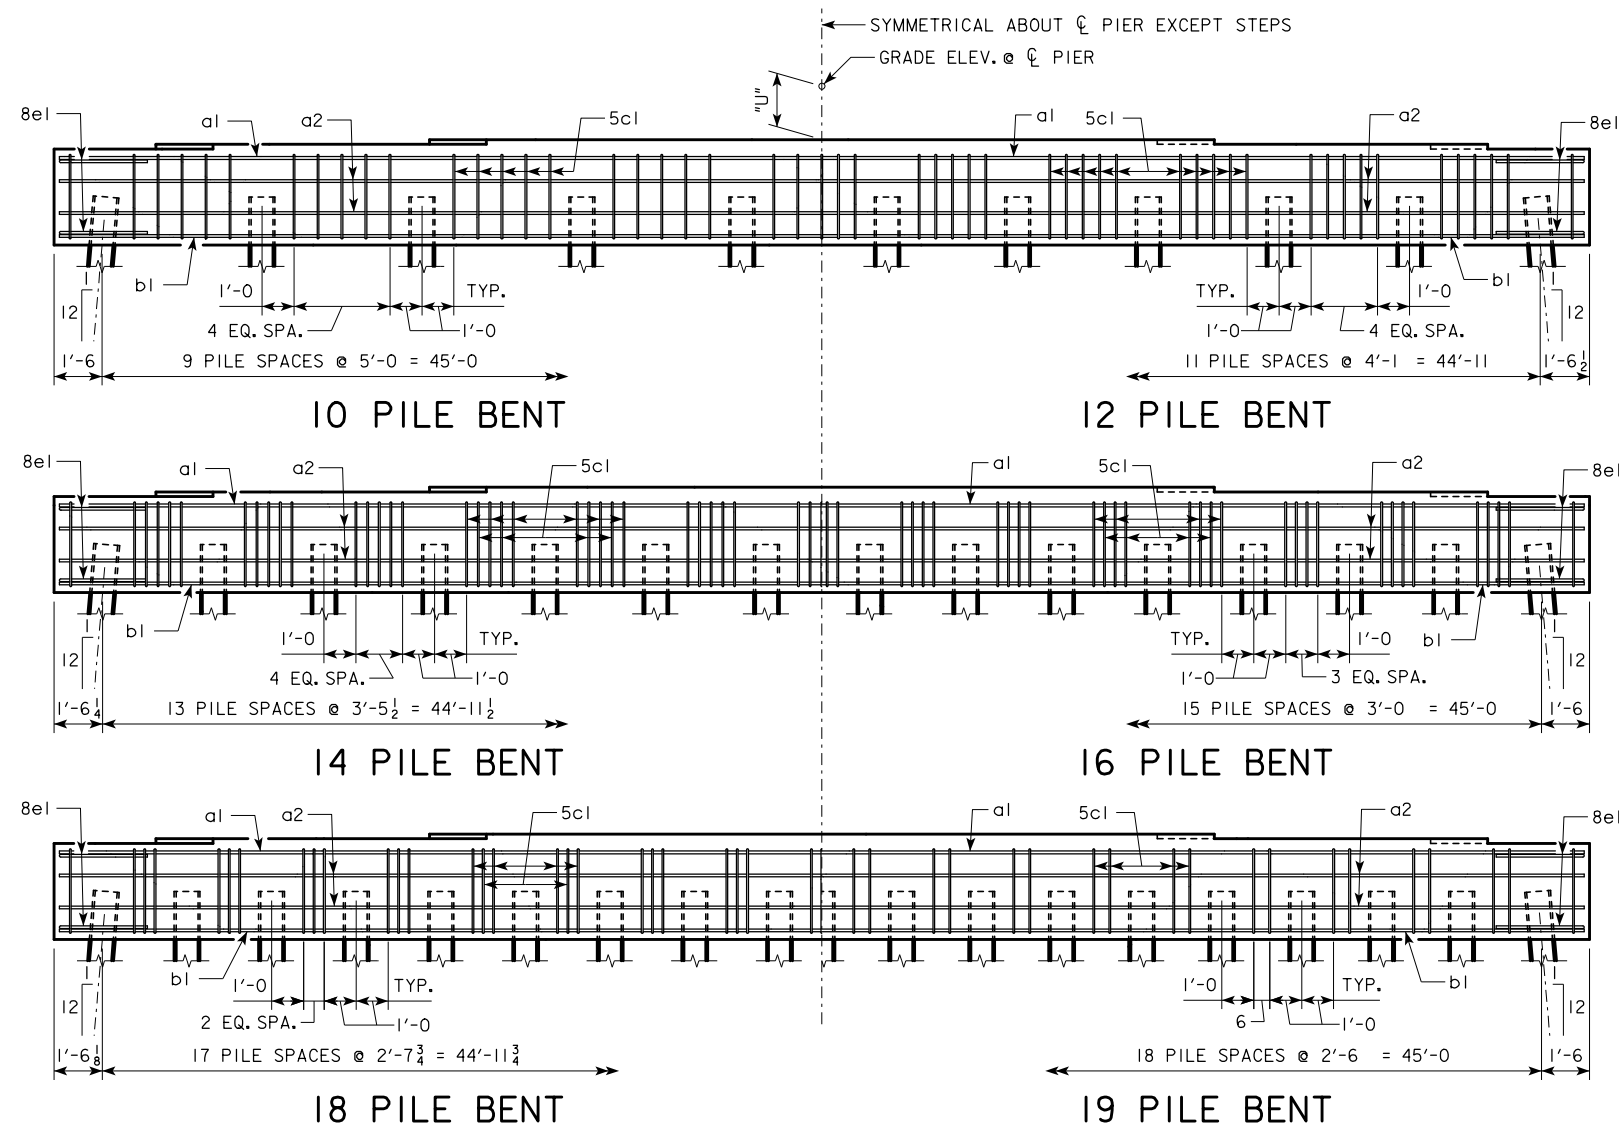 SYMMETRICAL ABOUT ℄ PIER EXCEPT STEPS
GRADE ELEV. @ ℄ PIER
"U"
8e1
a1
a2
5c1
a1
5c1
a2
8e1
b1
1'-0
TYP.
12
4 EQ. SPA.
1'-0
1'-6
9 PILE SPACES @ 5'-0 = 45'-0
10 PILE BENT
TYP.
1'-0
b1
1'-0
4 EQ. SPA.
12
11 PILE SPACES @ 4'-1 = 44'-11
1'-6½
12 PILE BENT
8e1
a1
a2
5c1
a1
5c1
a2
8e1
b1
1'-0
TYP.
12
4 EQ. SPA.
1'-0
1'-6¼
13 PILE SPACES @ 3'-5½ = 44'-11½
14 PILE BENT
TYP.
1'-0
b1
1'-0
3 EQ. SPA.
12
15 PILE SPACES @ 3'-0 = 45'-0
1'-6
16 PILE BENT
8e1
a1
a2
5c1
a1
5c1
a2
8e1
b1
1'-0
TYP.
12
2 EQ. SPA.
1'-0
1'-6⅛
17 PILE SPACES @ 2'-7¾ = 44'-11¾
18 PILE BENT
1'-0
TYP.
b1
6
1'-0
12
18 PILE SPACES @ 2'-6 = 45'-0
1'-6
19 PILE BENT